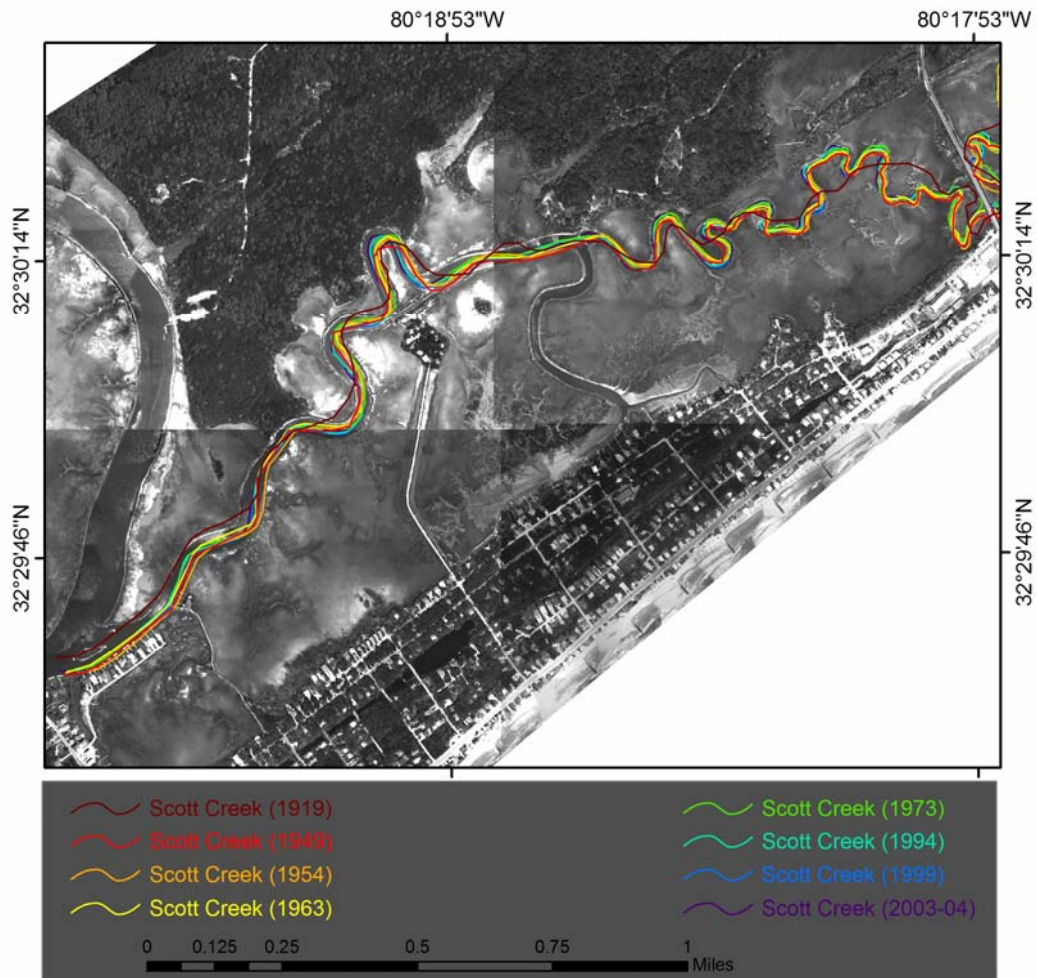 80°18'53"W 80°17'53"W
32°30'14"N
32°30'14"N
32°29'46"N
32°29'46"N
Scott Creek (1919)
Scott Creek (1949)
Scott Creek (1954)
Scott Creek (1963)
Scott Creek (1973)
Scott Creek (1994)
Scott Creek (1999)
Scott Creek (2003-04)
0 0.125 0.25 0.5 0.75 1
Miles